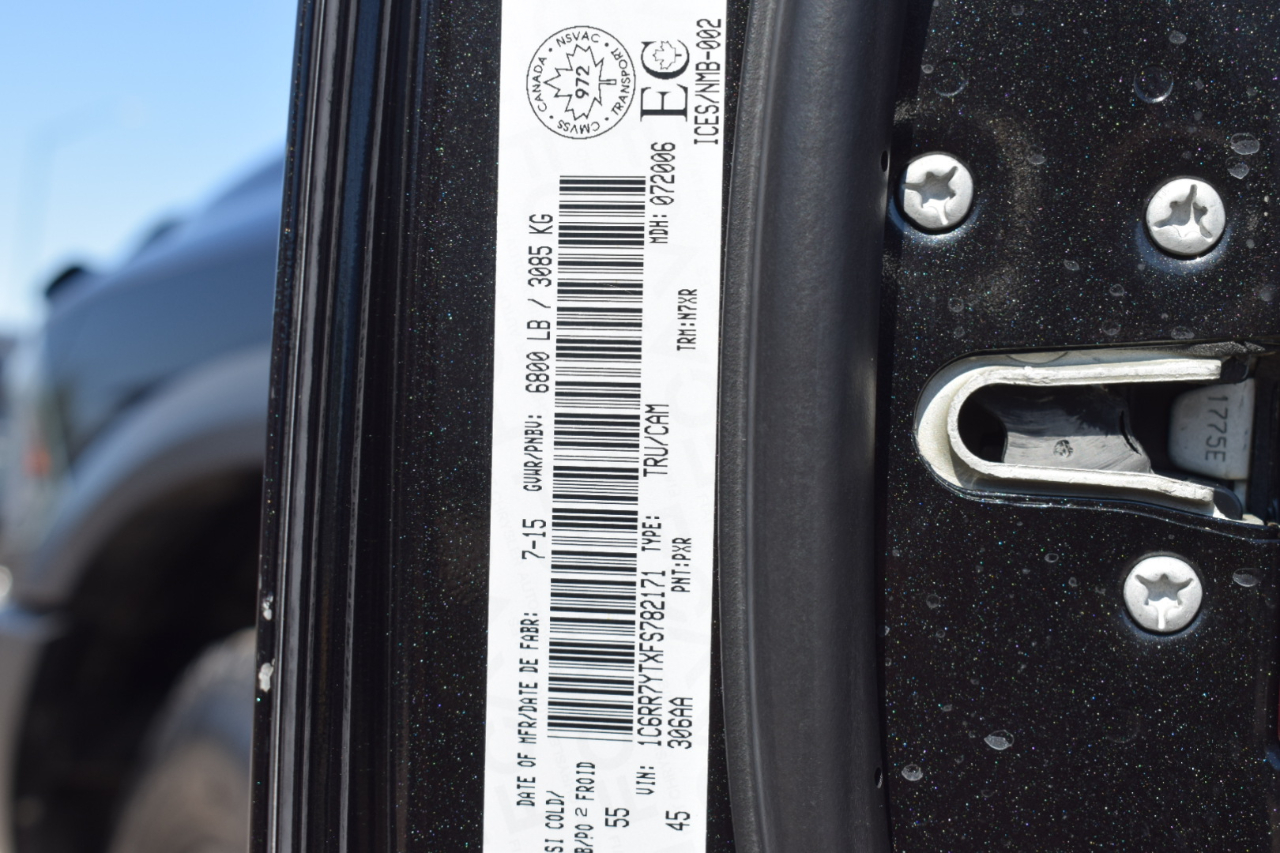 DATE OF MFR/DATE DE FABR: 7-15 GVWR/PNBV: 6800 LB / 3085 KG
CANADA • NSVAC • TRANSPORT • CMVSS •
972
EC
ICES/NMB-002
VIN: 1C6RR7YTXFS782171 TYPE: TRU/CAM MDH: 072006
306AA PNT:PXR TRM:N7XR
SI COLD/
B/PO 2 FROID
55
45
1775E